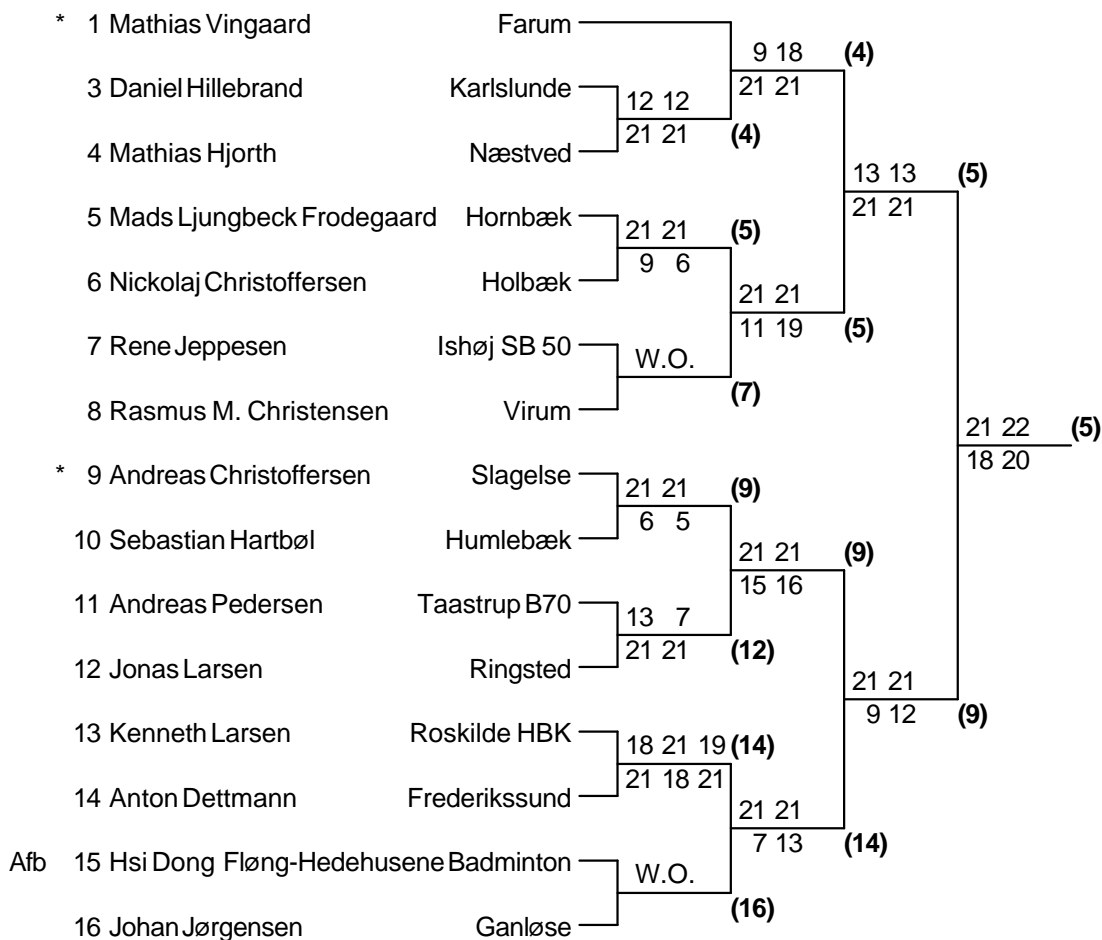 * 1 Mathias Vingaard Farum
9 18 (4)
3 Daniel Hillebrand Karlslunde
21 21
12 12
21 21 (4)
4 Mathias Hjorth Næstved
13 13 (5)
21 21
5 Mads Ljungbeck Frodegaard Hornbæk
21 21 (5)
9 6
6 Nickolaj Christoffersen Holbæk
21 21
11 19 (5)
7 Rene Jeppesen Ishøj SB 50
W.O.
(7)
8 Rasmus M. Christensen Virum
21 22 (5)
18 20
* 9 Andreas Christoffersen Slagelse
21 21 (9)
6 5
10 Sebastian Hartbøl Humlebæk
21 21 (9)
15 16
11 Andreas Pedersen Taastrup B70
13 7
21 21 (12)
12 Jonas Larsen Ringsted
21 21
9 12 (9)
13 Kenneth Larsen Roskilde HBK
18 21 19 (14)
21 18 21
14 Anton Dettmann Frederikssund
21 21
7 13 (14)
Afb 15 Hsi Dong Fløng-Hedehusene Badminton
W.O.
(16)
16 Johan Jørgensen Ganløse